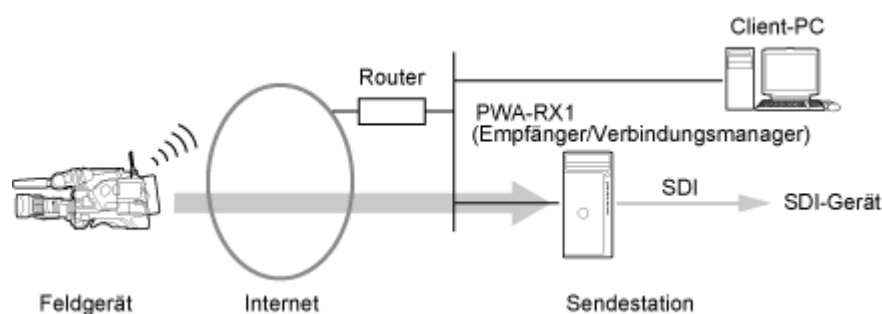 Client-PC
Router
PWA-RX1
(Empfänger/Verbindungsmanager)
SDI
SDI-Gerät
Feldgerät
Internet
Sendestation